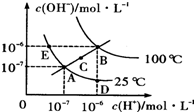 c(OH⁻)/mol·L⁻¹
10⁻⁶
10⁻⁷
E
B
C
A
D
100℃
25℃
10⁻⁷
10⁻⁶
c(H⁺)/mol·L⁻¹